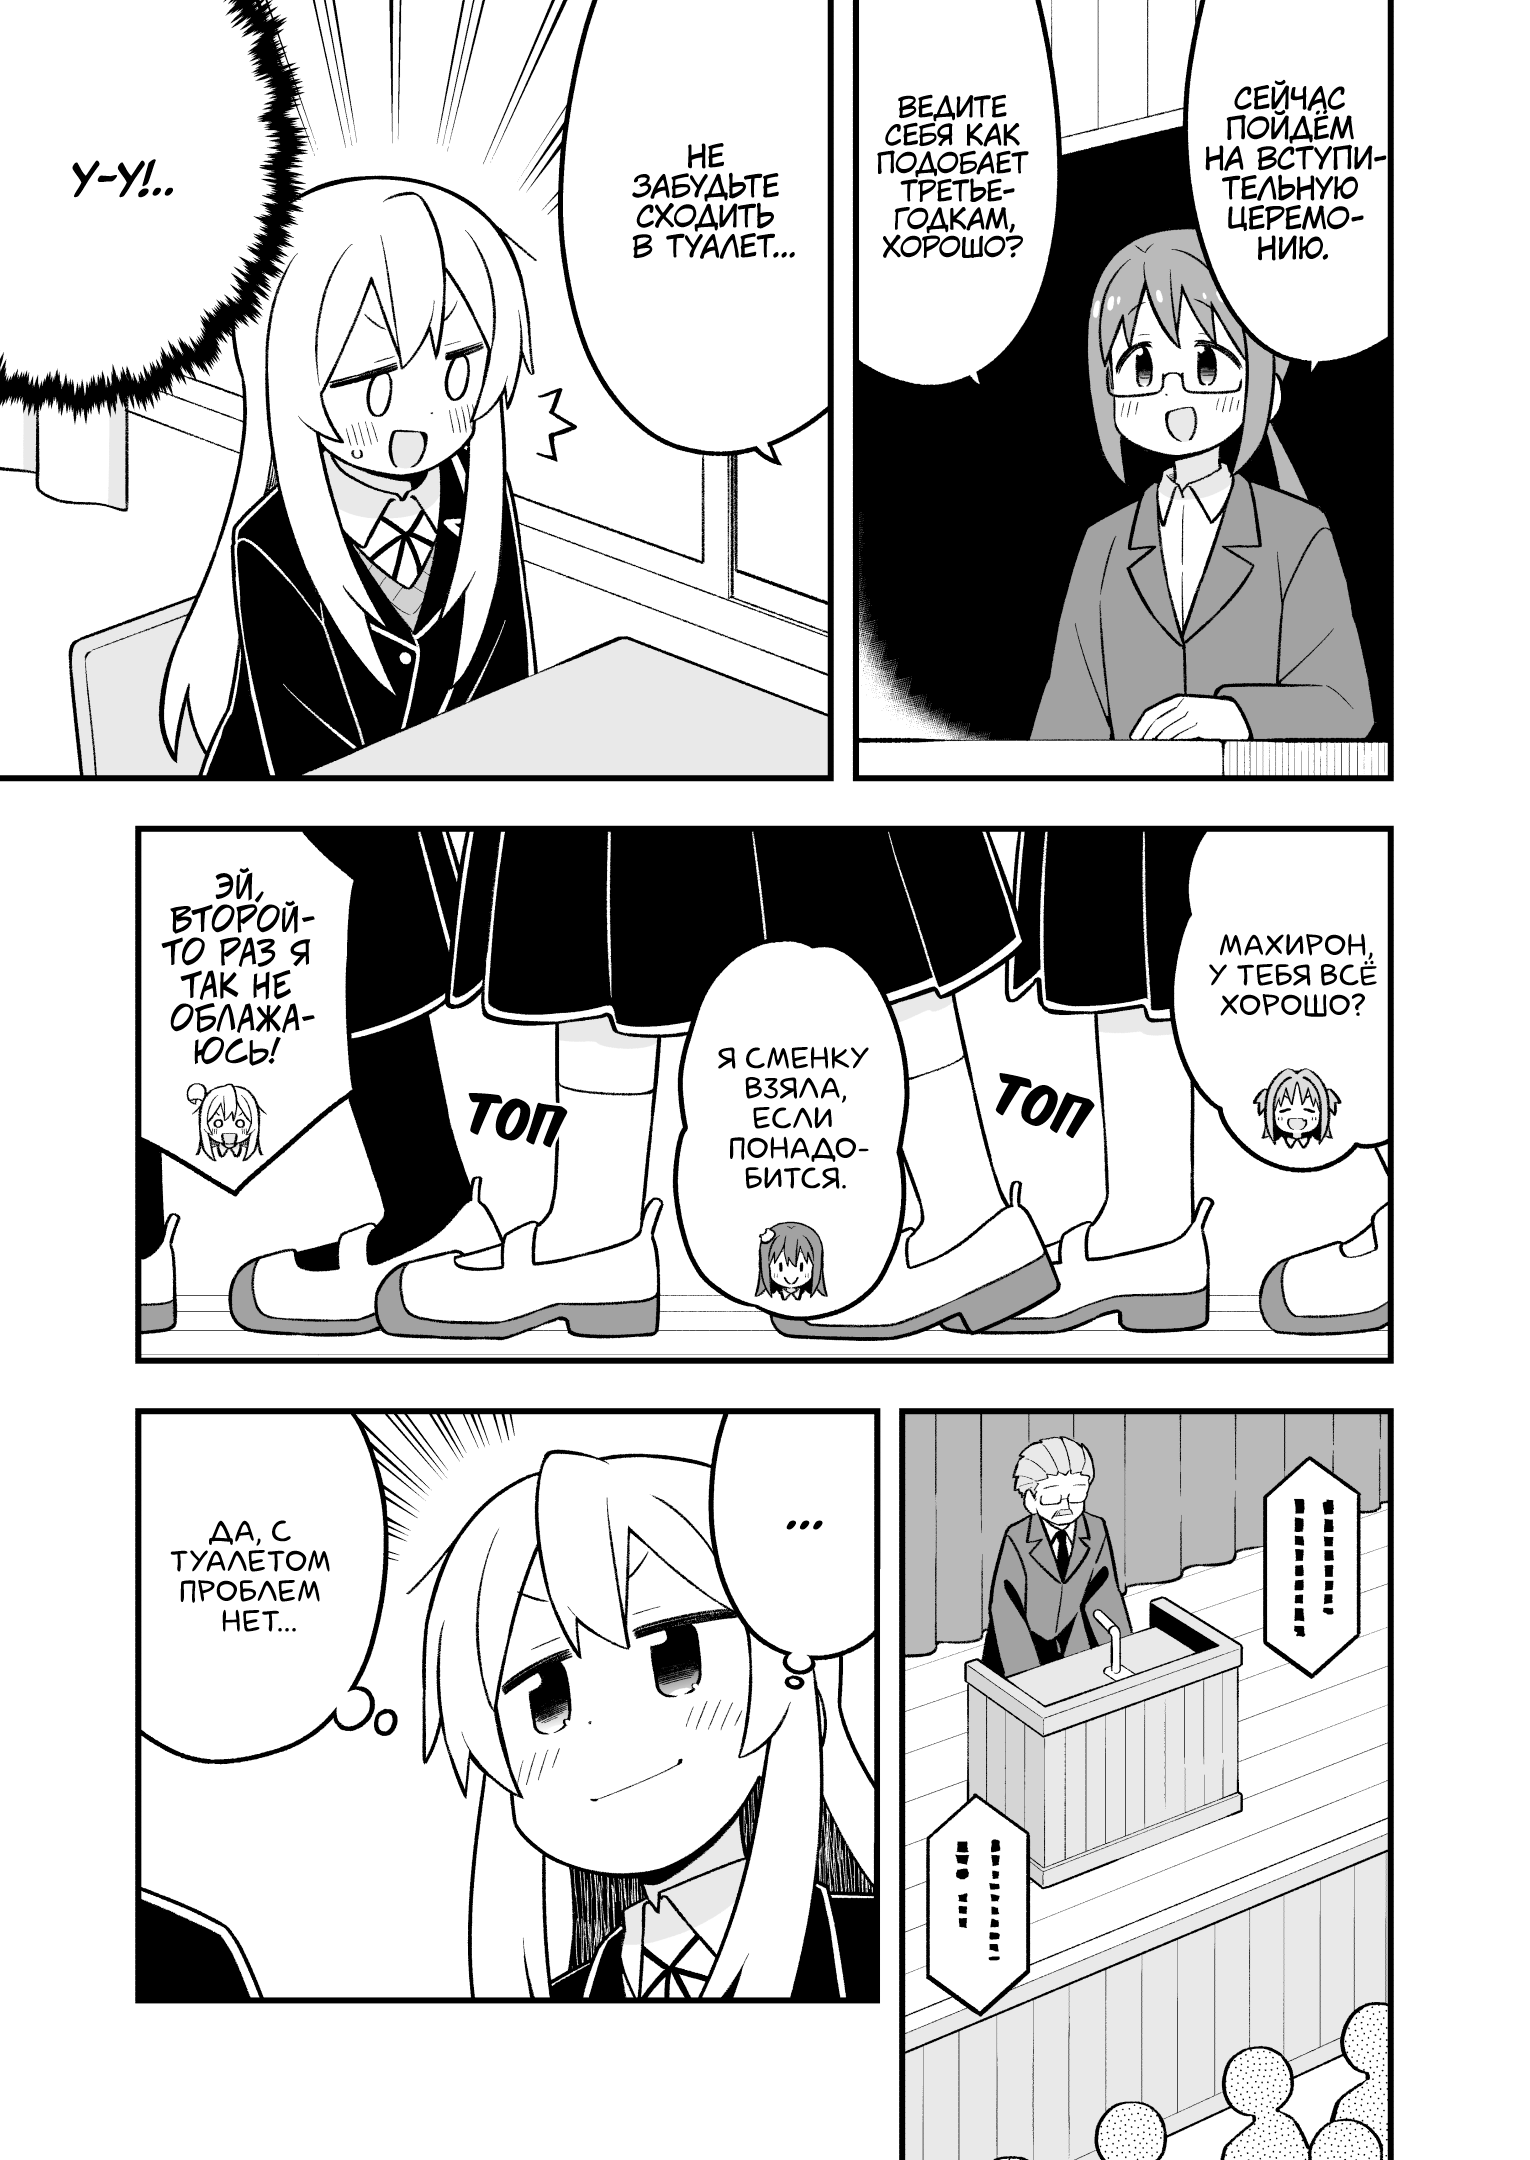 СЕЙЧАС
ПОЙДЁМ
НА ВСТУПИ-
ТЕЛЬНУЮ
ЦЕРЕМО-
НИЮ.
ВЕДИТЕ
СЕБЯ КАК
ПОДОБАЕТ
ТРЕТЬЕ-
ГОДКАМ,
ХОРОШО?
НЕ
ЗАБУДЬТЕ
СХОДИТЬ
В ТУАЛЕТ...
У-У!..
МАХИРОН,
У ТЕБЯ ВСЁ
ХОРОШО?
ТОП
Я СМЕНКУ
ВЗЯЛА,
ЕСЛИ
ПОНАДО-
БИТСЯ.
ТОП
ЭЙ,
ВТОРОЙ-
ТО РАЗ Я
ТАК НЕ
ОБЛАЖА-
ЮСЬ!
...
ДА, С
ТУАЛЕТОМ
ПРОБЛЕМ
НЕТ...